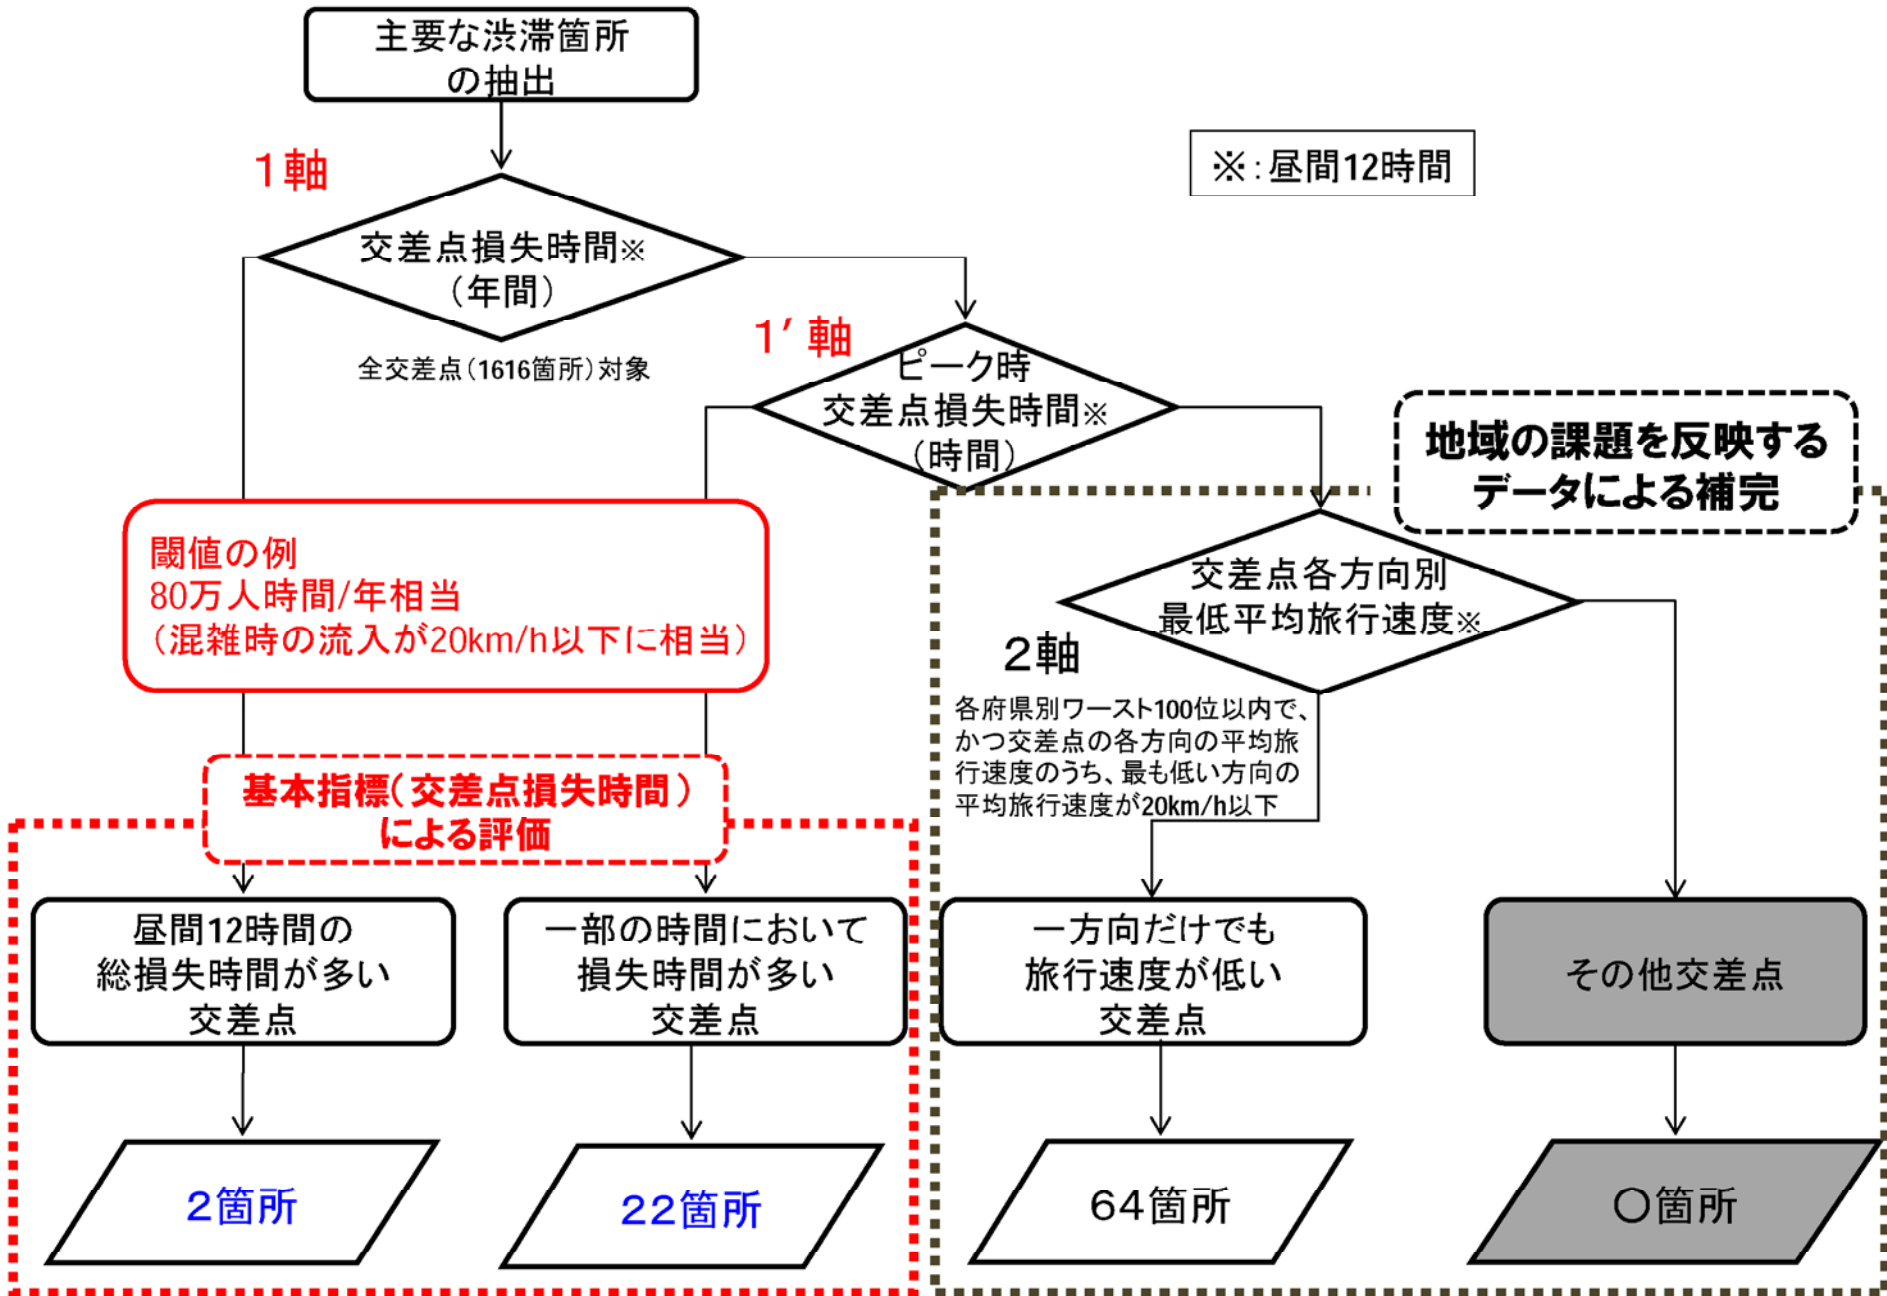 主要な渋滞箇所
の抽出
1軸
※：昼間12時間
交差点損失時間※
（年間）
全交差点（1616箇所）対象
1′軸
ピーク時
交差点損失時間※
（時間）
地域の課題を反映する
データによる補完
閾値の例
80万人時間/年相当
（混雑時の流入が20km/h以下に相当）
交差点各方向別
最低平均旅行速度※
2軸
各府県別ワースト100位以内で、
かつ交差点の各方向の平均旅
行速度のうち、最も低い方向の
平均旅行速度が20km/h以下
基本指標（交差点損失時間）
による評価
昼間12時間の
総損失時間が多い
交差点
一部の時間において
損失時間が多い
交差点
一方向だけでも
旅行速度が低い
交差点
その他交差点
2箇所
22箇所
64箇所
〇箇所